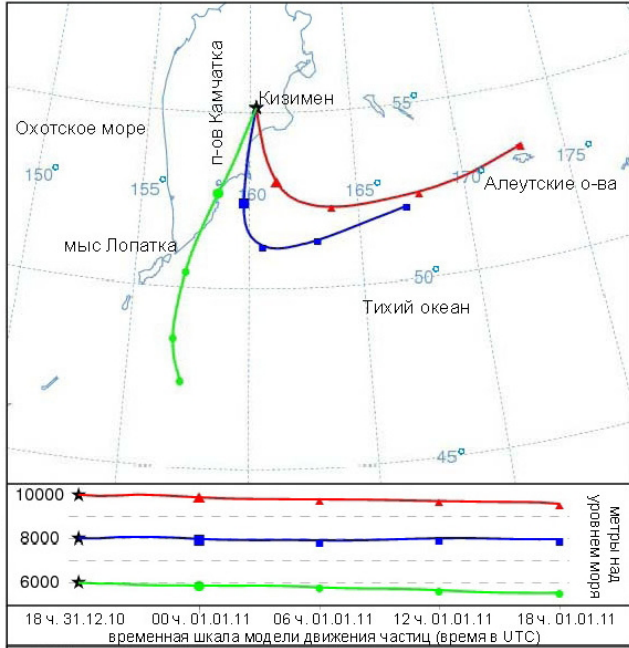 п-ов Камчатка
Кизимен
55°
Охотское море
150°
155°
160
165°
170°
175°
Алеутские о-ва
мыс Лопатка
50°
Тихий океан
45°
10000
8000
6000
метры над
уровнем моря
18 ч. 31.12.10 00 ч. 01.01.11 06 ч. 01.01.11 12 ч. 01.01.11 18 ч. 01.01.11
временная шкала модели движения частиц (время в UTC)